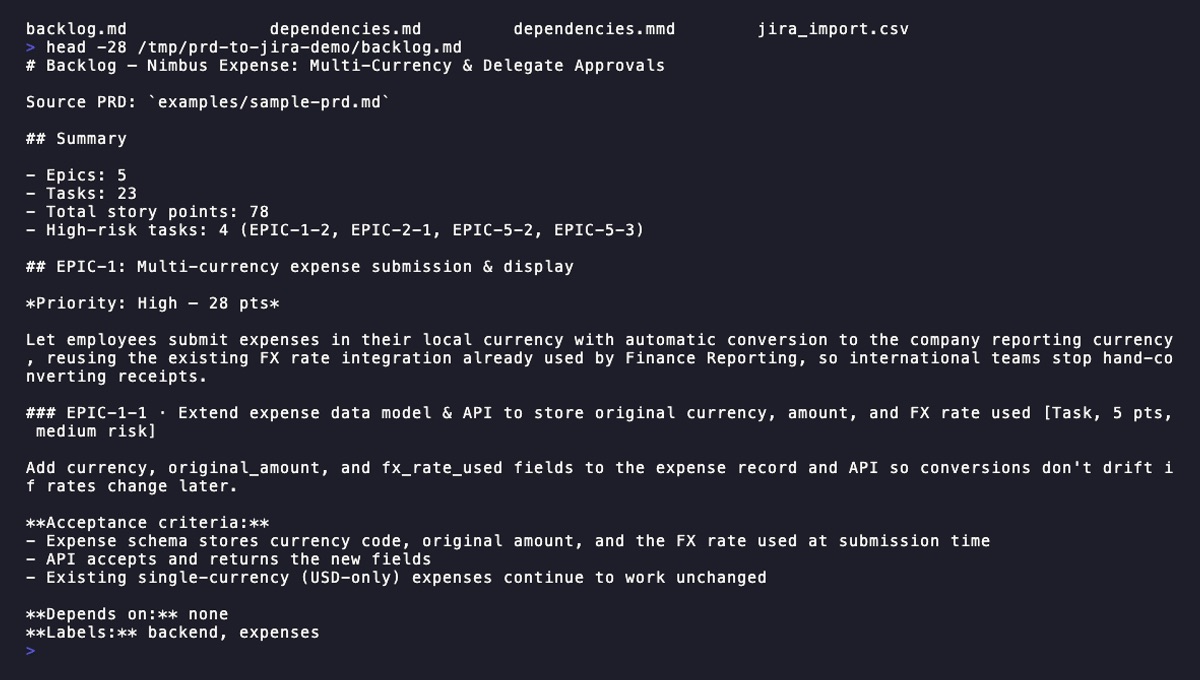 backlog.md dependencies.md dependencies.mmd jira_import.csv
> head -28 /tmp/prd-to-jira-demo/backlog.md
# Backlog — Nimbus Expense: Multi-Currency & Delegate Approvals
Source PRD: `examples/sample-prd.md`
## Summary
- Epics: 5
- Tasks: 23
- Total story points: 78
- High-risk tasks: 4 (EPIC-1-2, EPIC-2-1, EPIC-5-2, EPIC-5-3)
## EPIC-1: Multi-currency expense submission & display
*Priority: High — 28 pts*
Let employees submit expenses in their local currency with automatic conversion to the company reporting currency
, reusing the existing FX rate integration already used by Finance Reporting, so international teams stop hand-co
nverting receipts.
### EPIC-1-1 · Extend expense data model & API to store original currency, amount, and FX rate used [Task, 5 pts,
medium risk]
Add currency, original_amount, and fx_rate_used fields to the expense record and API so conversions don't drift i
f rates change later.
**Acceptance criteria:**
- Expense schema stores currency code, original amount, and the FX rate used at submission time
- API accepts and returns the new fields
- Existing single-currency (USD-only) expenses continue to work unchanged
**Depends on:** none
**Labels:** backend, expenses
>